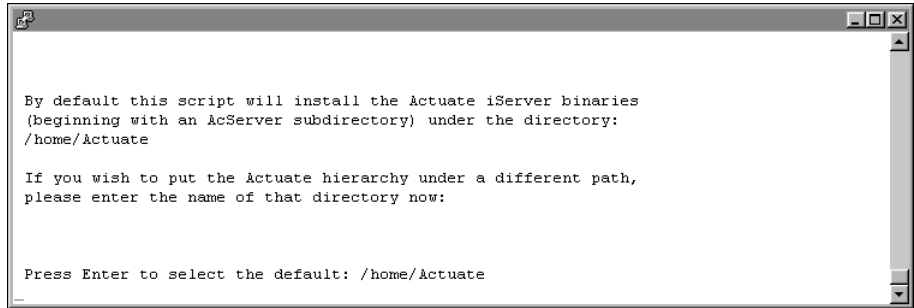 By default this script will install the Actuate iServer binaries
(beginning with an AcServer subdirectory) under the directory:
/home/Actuate
If you wish to put the Actuate hierarchy under a different path,
please enter the name of that directory now:
Press Enter to select the default: /home/Actuate